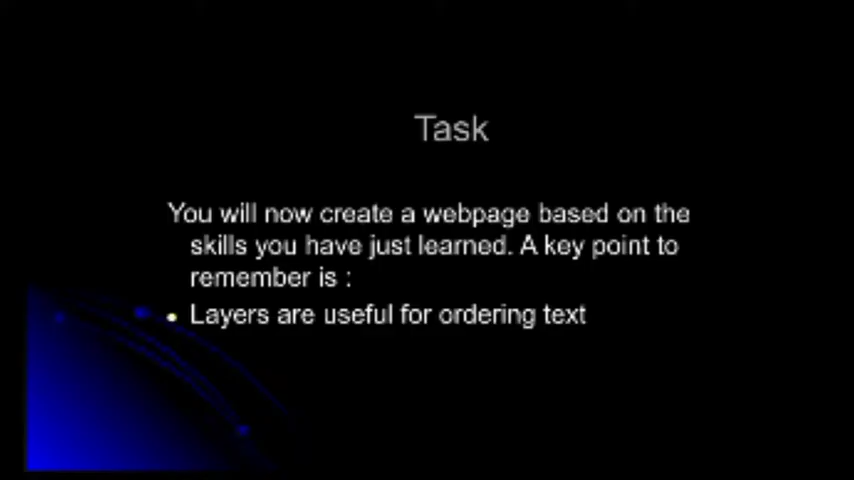 Task
You will now create a webpage based on the
skills you have just learned. A key point to
remember is :
Layers are useful for ordering text